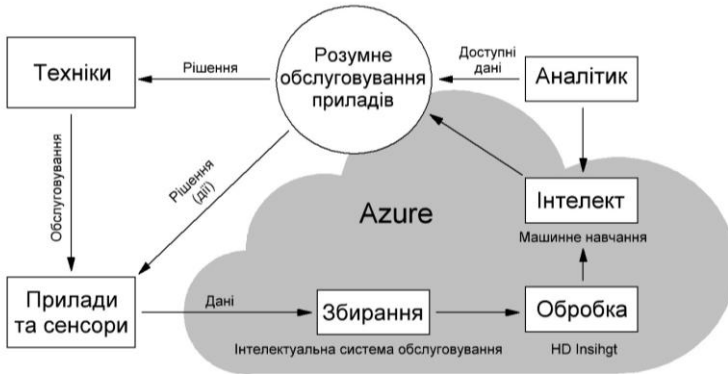 Техніки
Рішення
Розумне
обслуговування
приладів
Доступні
дані
Аналітик
Обслуговування
Рішення
(дії)
Azure
Інтелект
Машинне навчання
Прилади
та сенсори
Дані
Збирання
Обробка
Інтелектуальна система обслуговування
HD Insihgt